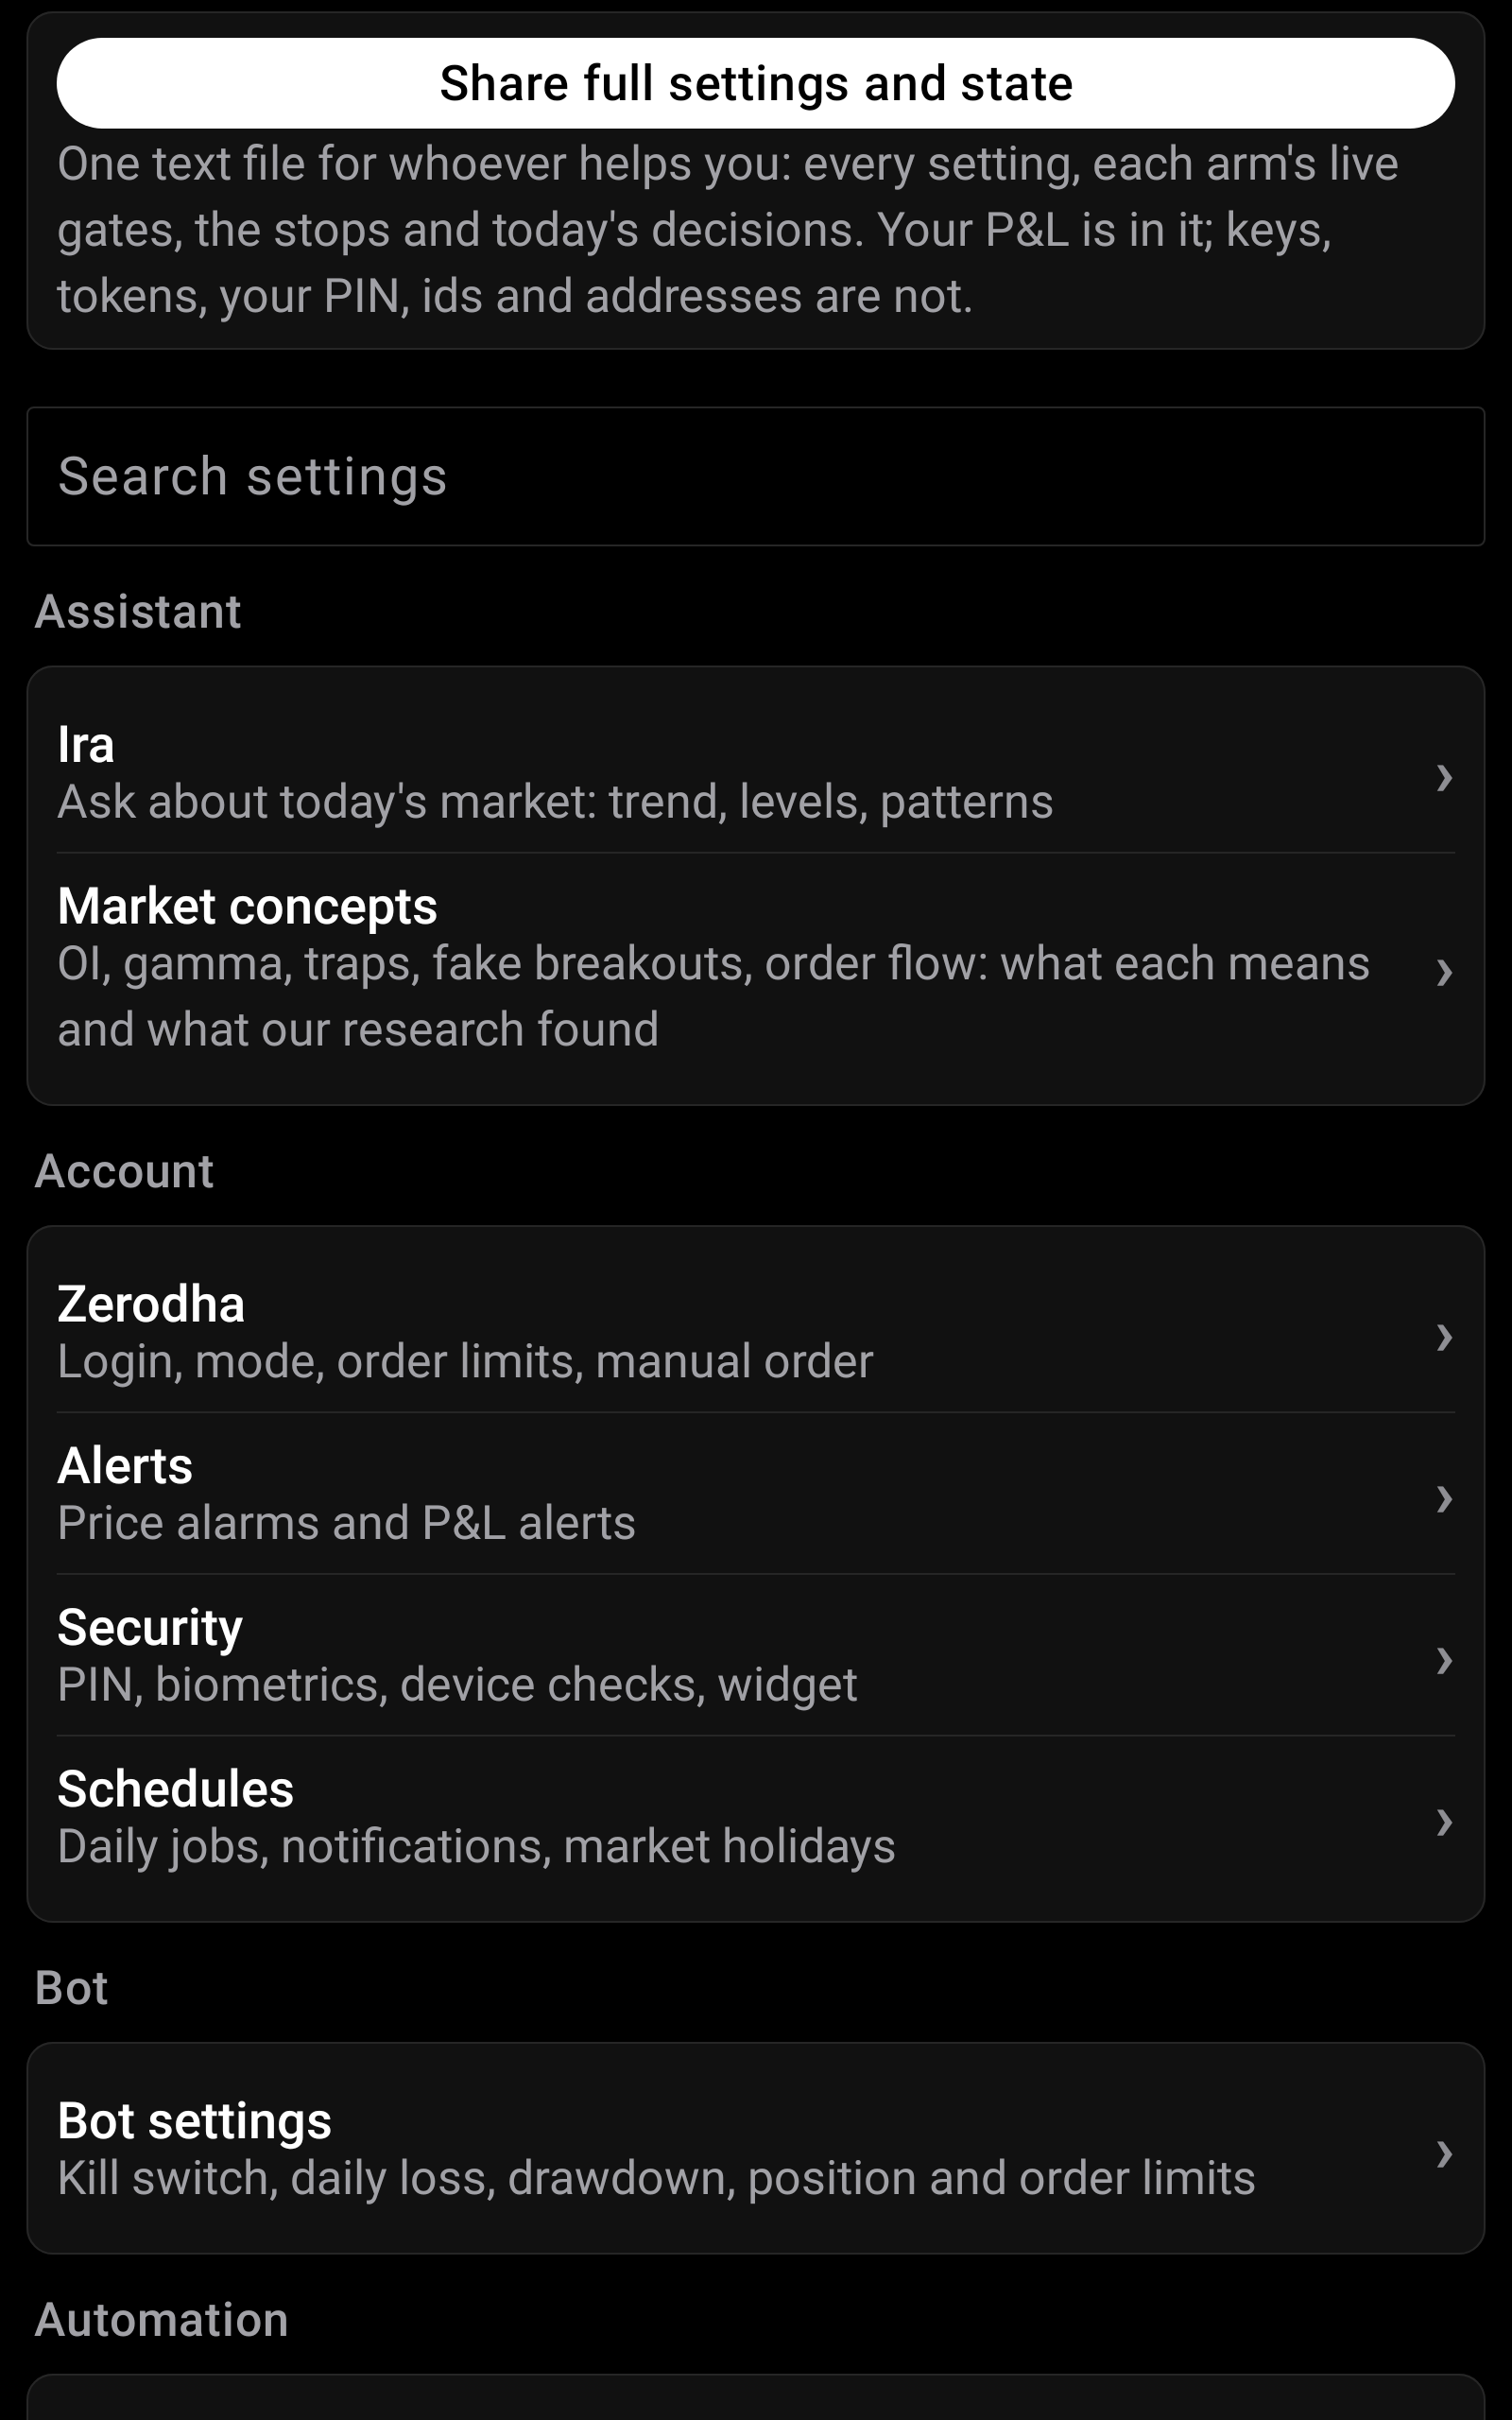 Share full settings and state
One text file for whoever helps you: every setting, each arm's live
gates, the stops and today's decisions. Your P&L is in it; keys,
tokens, your PIN, ids and addresses are not.
Search settings
Assistant
Ira
Ask about today's market: trend, levels, patterns
Market concepts
OI, gamma, traps, fake breakouts, order flow: what each means
and what our research found
Account
Zerodha
Login, mode, order limits, manual order
Alerts
Price alarms and P&L alerts
Security
PIN, biometrics, device checks, widget
Schedules
Daily jobs, notifications, market holidays
Bot
Bot settings
Kill switch, daily loss, drawdown, position and order limits
Automation